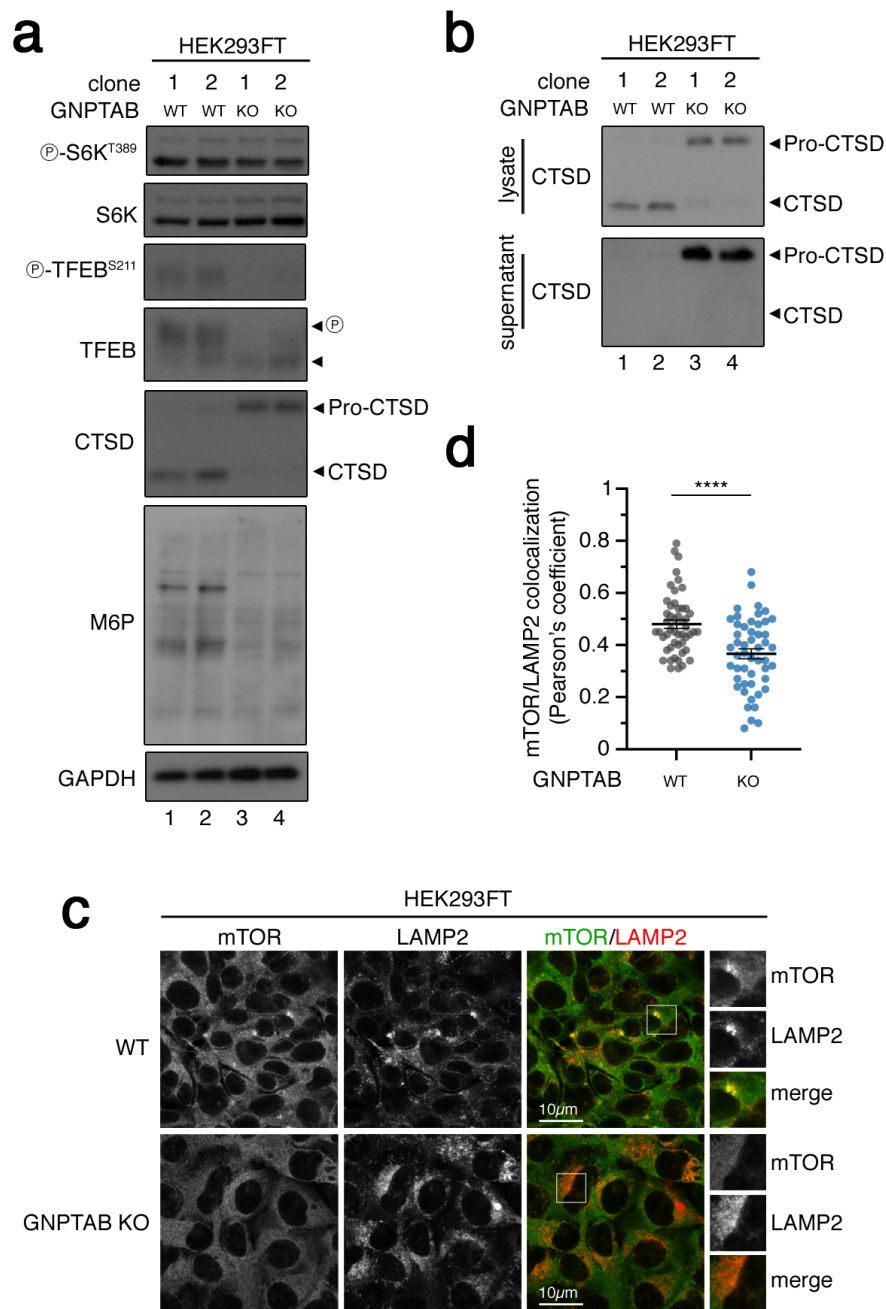 a
HEK293FT
clone 1 2 1 2
GNPTAB WT WT KO KO
Ⓟ-S6K^T389
S6K
Ⓟ-TFEB^S211
TFEB
◄Ⓟ
◄
CTSD
◄Pro-CTSD
◄CTSD
M6P
GAPDH
1 2 3 4
b
HEK293FT
clone 1 2 1 2
GNPTAB WT WT KO KO
lysate
CTSD
◄Pro-CTSD
◄CTSD
supernatant
CTSD
◄Pro-CTSD
◄CTSD
1 2 3 4
d
mTOR/LAMP2 colocalization
(Pearson's coefficient)
1
0.8
0.6
0.4
0.2
0
****
GNPTAB WT KO
c
HEK293FT
mTOR LAMP2 mTOR/LAMP2
WT
10µm
mTOR
LAMP2
merge
GNPTAB KO
10µm
mTOR
LAMP2
merge